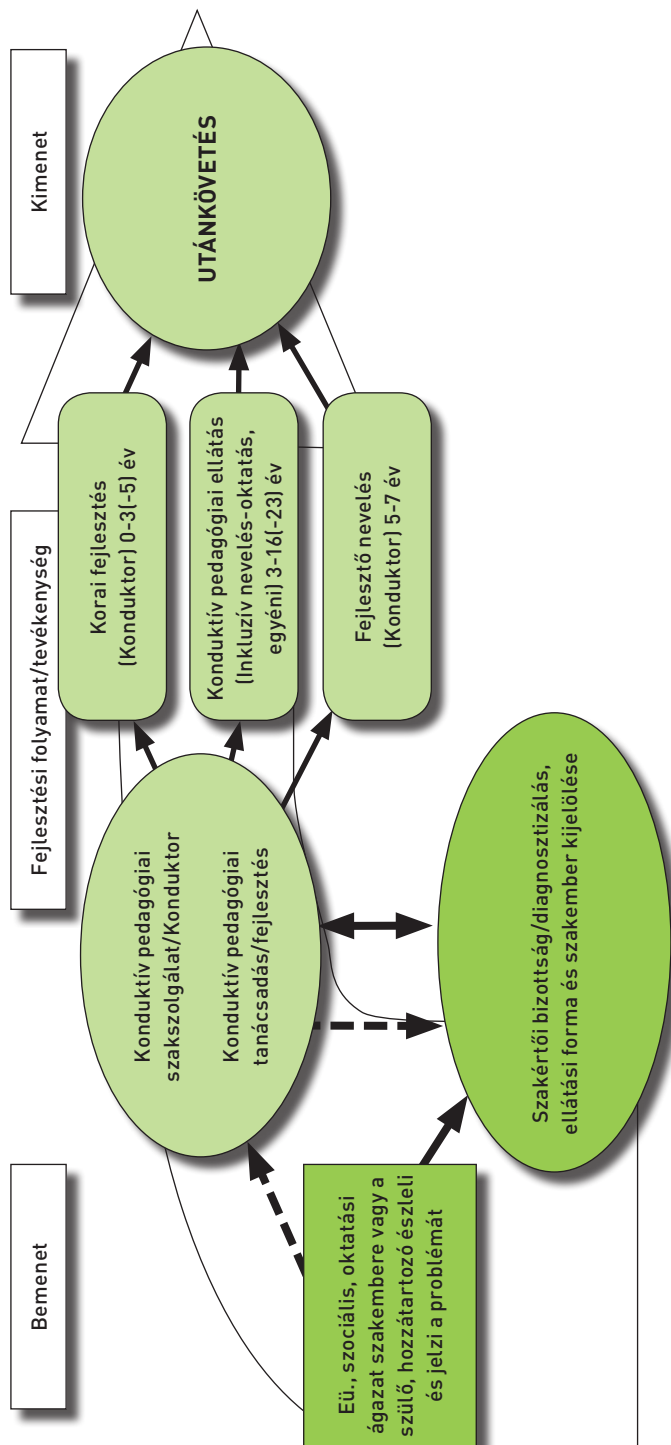 Bemenet
Fejlesztési folyamat/tevékenység
Kimenet
Eü., szociális, oktatási
ágazat szakembere vagy a
szülő, hozzátartozó észleli
és jelzi a problémát
Konduktív pedagógiai
szakszolgálat/Konduktor
Konduktív pedagógiai
tanácsadás/fejlesztés
Szakértői bizottság/diagnosztizálás,
ellátási forma és szakember kijelölése
Korai fejlesztés
(Konduktor) 0-3(-5) év
Konduktív pedagógiai ellátás
(Inkluzív nevelés-oktatás,
egyéni) 3-16(-23) év
Fejlesztő nevelés
(Konduktor) 5-7 év
UTÁNKÖVETÉS